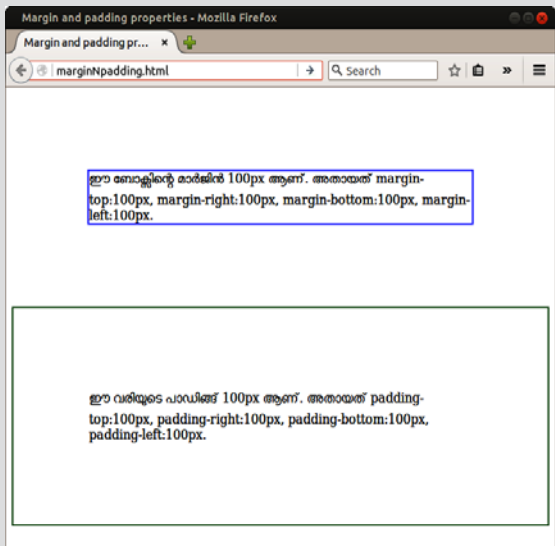 Margin and padding properties - Mozilla Firefox
Margin and padding pr... ×
marginNpadding.html Search
ഈ ബോക്സിന്റെ മാർജിൻ 100px ആണ്. അതായത് margin-
top:100px, margin-right:100px, margin-bottom:100px, margin-
left:100px.
ഈ വരിയുടെ പാഡിങ്ങ് 100px ആണ്. അതായത് padding-
top:100px, padding-right:100px, padding-bottom:100px,
padding-left:100px.